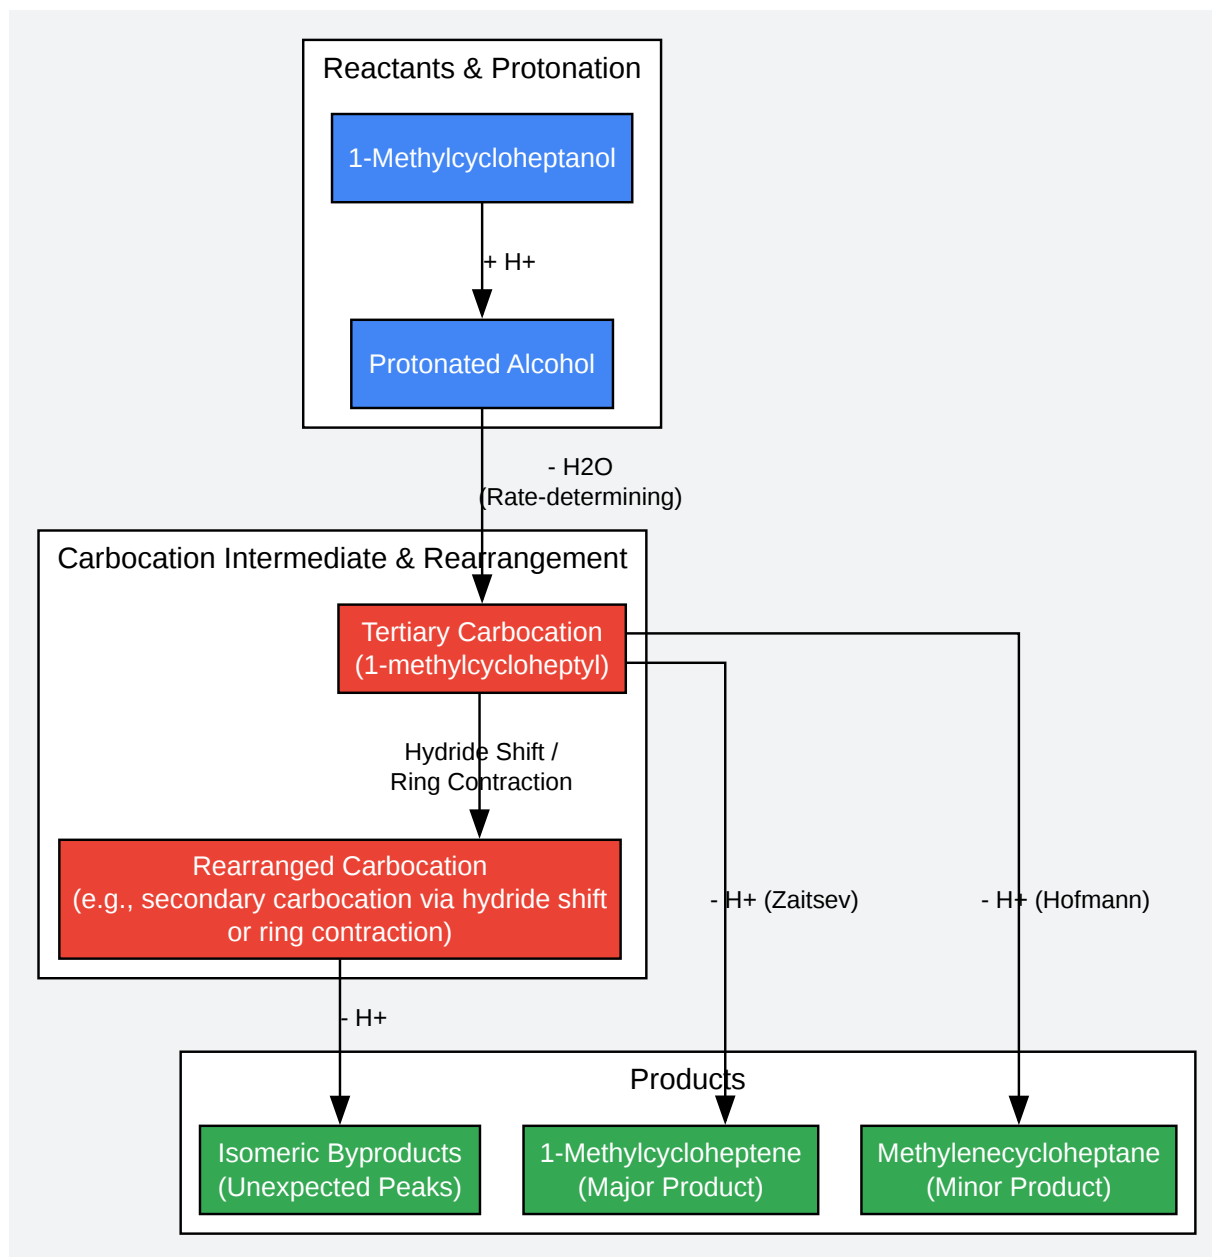 Reactants & Protonation
1-Methylcycloheptanol
+ H+
Protonated Alcohol
- H2O
(Rate-determining)
Carbocation Intermediate & Rearrangement
Tertiary Carbocation
(1-methylcycloheptyl)
Hydride Shift /
Ring Contraction
Rearranged Carbocation
(e.g., secondary carbocation via hydride shift
or ring contraction)
- H+ (Zaitsev)
- H+ (Hofmann)
- H+
Products
Isomeric Byproducts
(Unexpected Peaks)
1-Methylcycloheptene
(Major Product)
Methylenecycloheptane
(Minor Product)